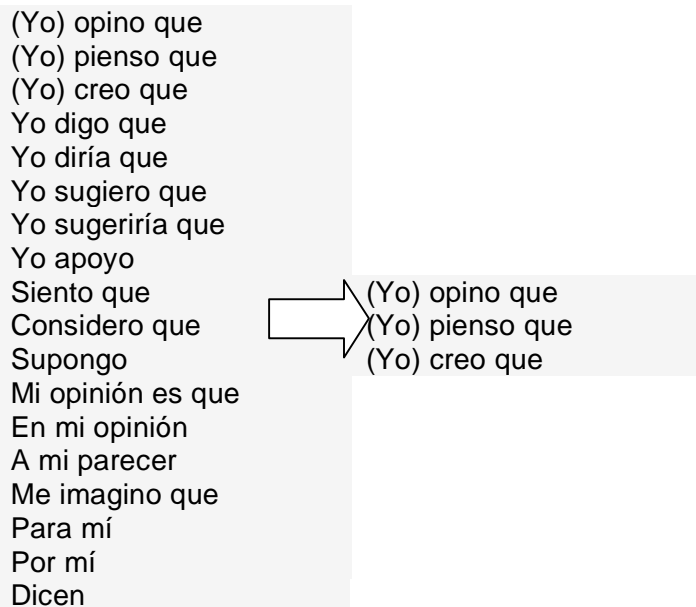 (Yo) opino que
(Yo) pienso que
(Yo) creo que
Yo digo que
Yo diría que
Yo sugiero que
Yo sugeriría que
Yo apoyo
Siento que
Considero que
Supongo
Mi opinión es que
En mi opinión
A mi parecer
Me imagino que
Para mí
Por mí
Dicen
(Yo) opino que
(Yo) pienso que
(Yo) creo que